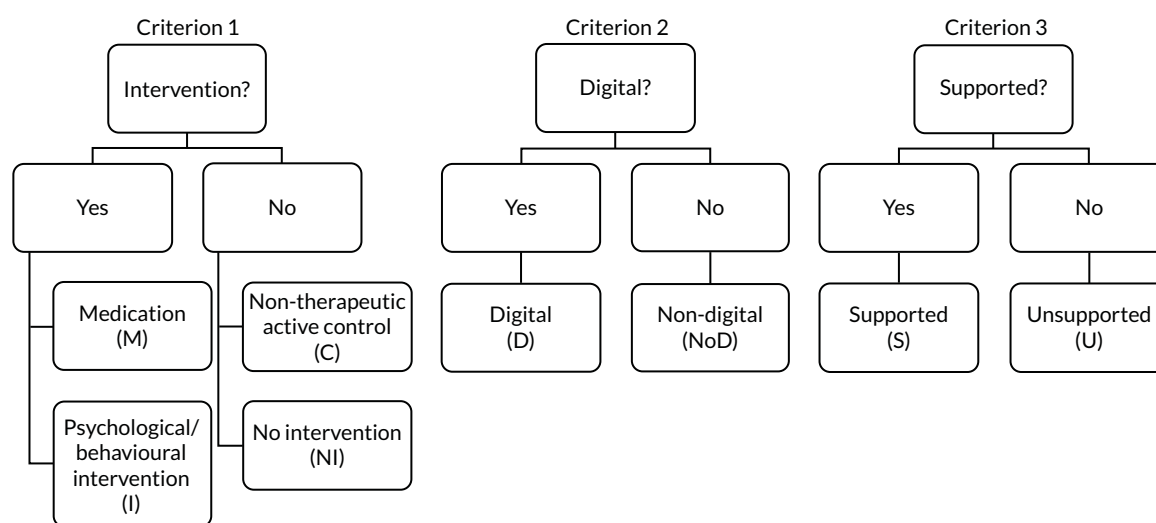 Criterion 1
Intervention?
Yes
No
Medication
(M)
Non-therapeutic
active control
(C)
Psychological/
behavioural
intervention
(I)
No intervention
(NI)
Criterion 2
Digital?
Yes
No
Digital
(D)
Non-digital
(NoD)
Criterion 3
Supported?
Yes
No
Supported
(S)
Unsupported
(U)